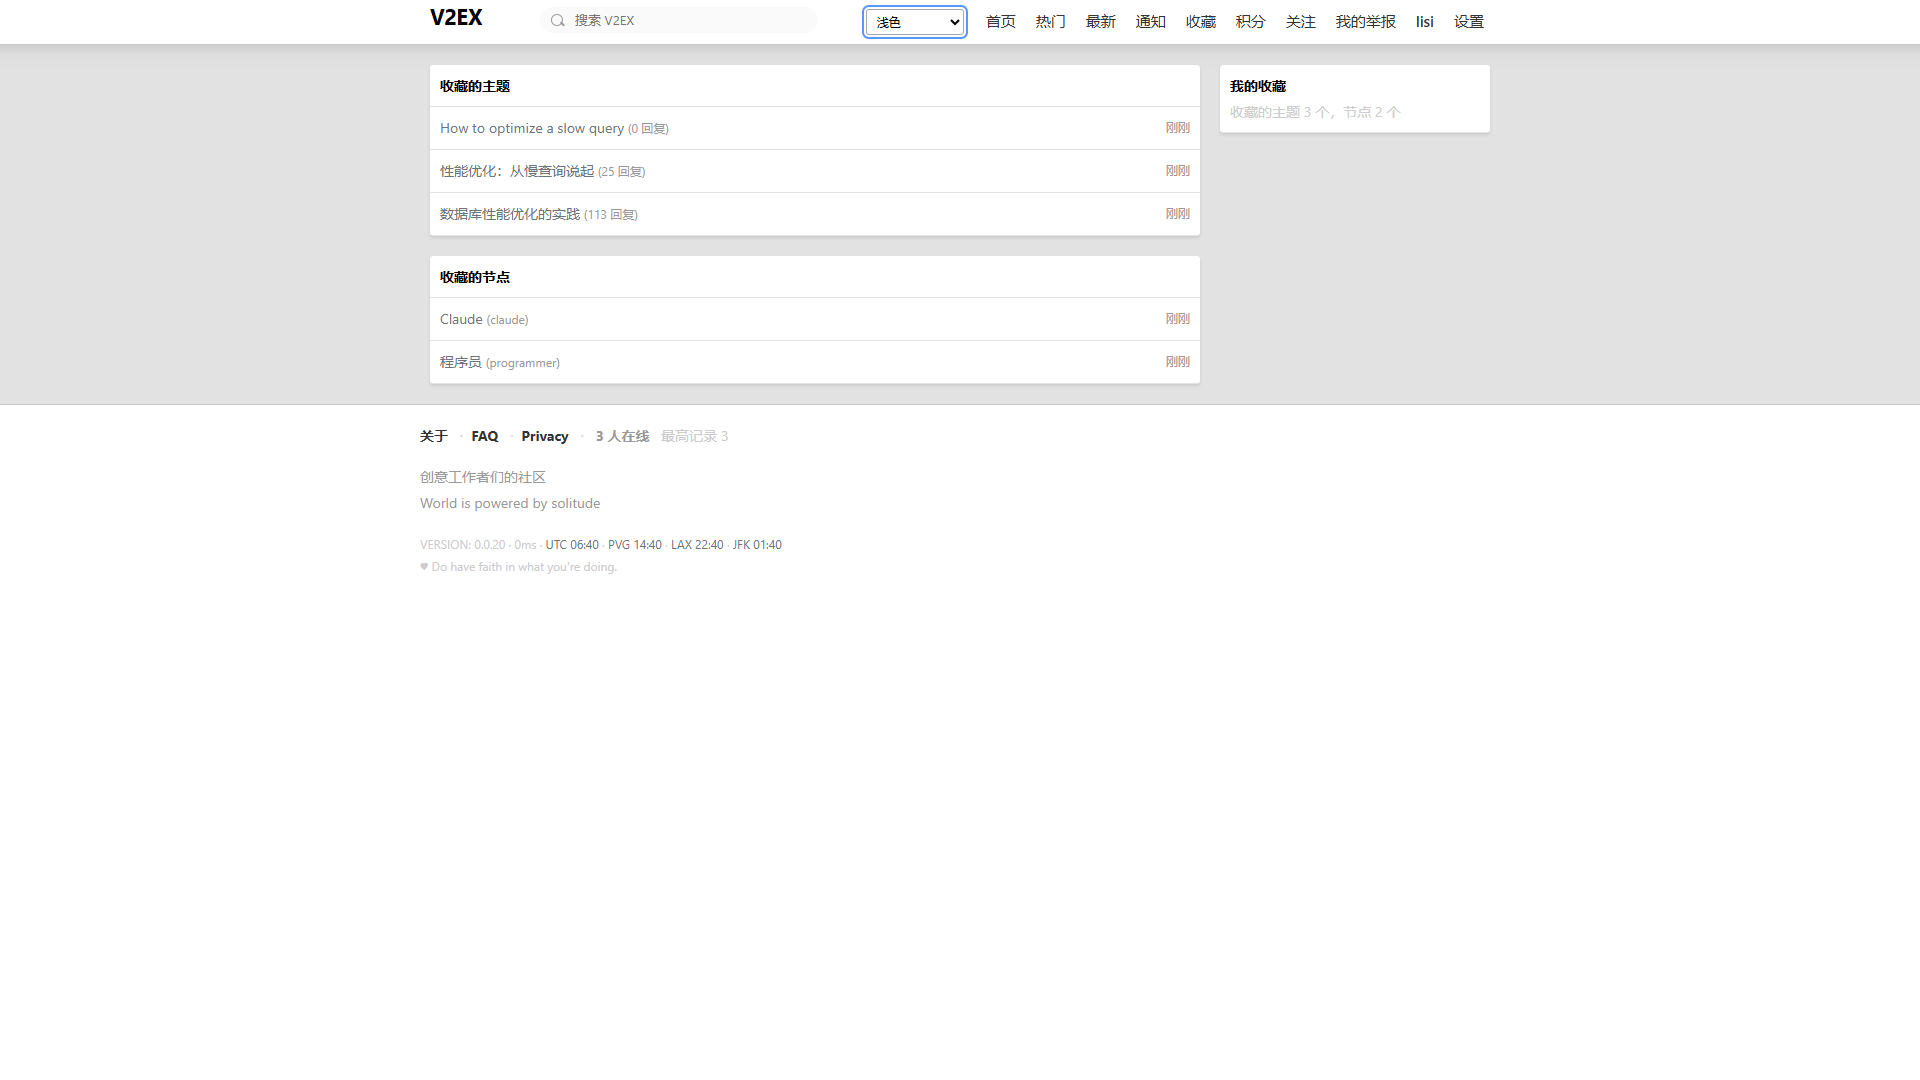 V2EX
搜索 V2EX
浅色
首页 热门 最新 通知 收藏 积分 关注 我的举报 lisi 设置
收藏的主题
How to optimize a slow query (0 回复) 刚刚
性能优化：从慢查询说起 (25 回复) 刚刚
数据库性能优化的实践 (113 回复) 刚刚
收藏的节点
Claude (claude) 刚刚
程序员 (programmer) 刚刚
我的收藏
收藏的主题 3 个，节点 2 个
关于 · FAQ · Privacy · 3 人在线 最高记录 3
创意工作者们的社区
World is powered by solitude
VERSION: 0.0.20 · 0ms · UTC 06:40 · PVG 14:40 · LAX 22:40 · JFK 01:40
♥ Do have faith in what you're doing.